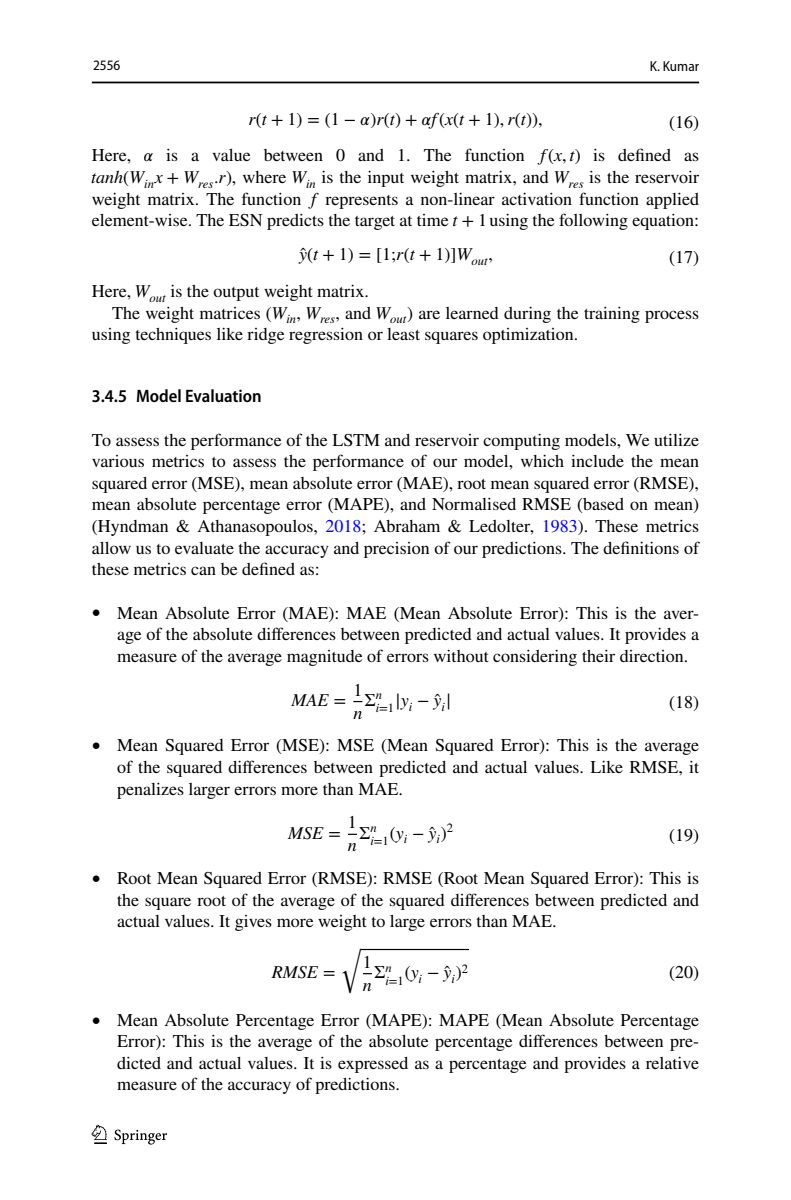 2556
K. Kumar
r(t + 1) = (1 − α)r(t) + αf(x(t + 1), r(t)),
(16)
Here, α is a value between 0 and 1. The function f(x, t) is defined as
tanh(W_in x + W_res.r), where W_in is the input weight matrix, and W_res is the reservoir
weight matrix. The function f represents a non-linear activation function applied
element-wise. The ESN predicts the target at time t + 1 using the following equation:
ŷ(t + 1) = [1;r(t + 1)]W_out,
(17)
Here, W_out is the output weight matrix.
The weight matrices (W_in, W_res, and W_out) are learned during the training process
using techniques like ridge regression or least squares optimization.
3.4.5 Model Evaluation
To assess the performance of the LSTM and reservoir computing models, We utilize
various metrics to assess the performance of our model, which include the mean
squared error (MSE), mean absolute error (MAE), root mean squared error (RMSE),
mean absolute percentage error (MAPE), and Normalised RMSE (based on mean)
(Hyndman & Athanasopoulos, 2018; Abraham & Ledolter, 1983). These metrics
allow us to evaluate the accuracy and precision of our predictions. The definitions of
these metrics can be defined as:
• Mean Absolute Error (MAE): MAE (Mean Absolute Error): This is the aver-
age of the absolute differences between predicted and actual values. It provides a
measure of the average magnitude of errors without considering their direction.
MAE = 1/n Σ_{i=1}^n |y_i − ŷ_i|
(18)
• Mean Squared Error (MSE): MSE (Mean Squared Error): This is the average
of the squared differences between predicted and actual values. Like RMSE, it
penalizes larger errors more than MAE.
MSE = 1/n Σ_{i=1}^n (y_i − ŷ_i)²
(19)
• Root Mean Squared Error (RMSE): RMSE (Root Mean Squared Error): This is
the square root of the average of the squared differences between predicted and
actual values. It gives more weight to large errors than MAE.
RMSE = √(1/n Σ_{i=1}^n (y_i − ŷ_i)²)
(20)
• Mean Absolute Percentage Error (MAPE): MAPE (Mean Absolute Percentage
Error): This is the average of the absolute percentage differences between pre-
dicted and actual values. It is expressed as a percentage and provides a relative
measure of the accuracy of predictions.
Springer